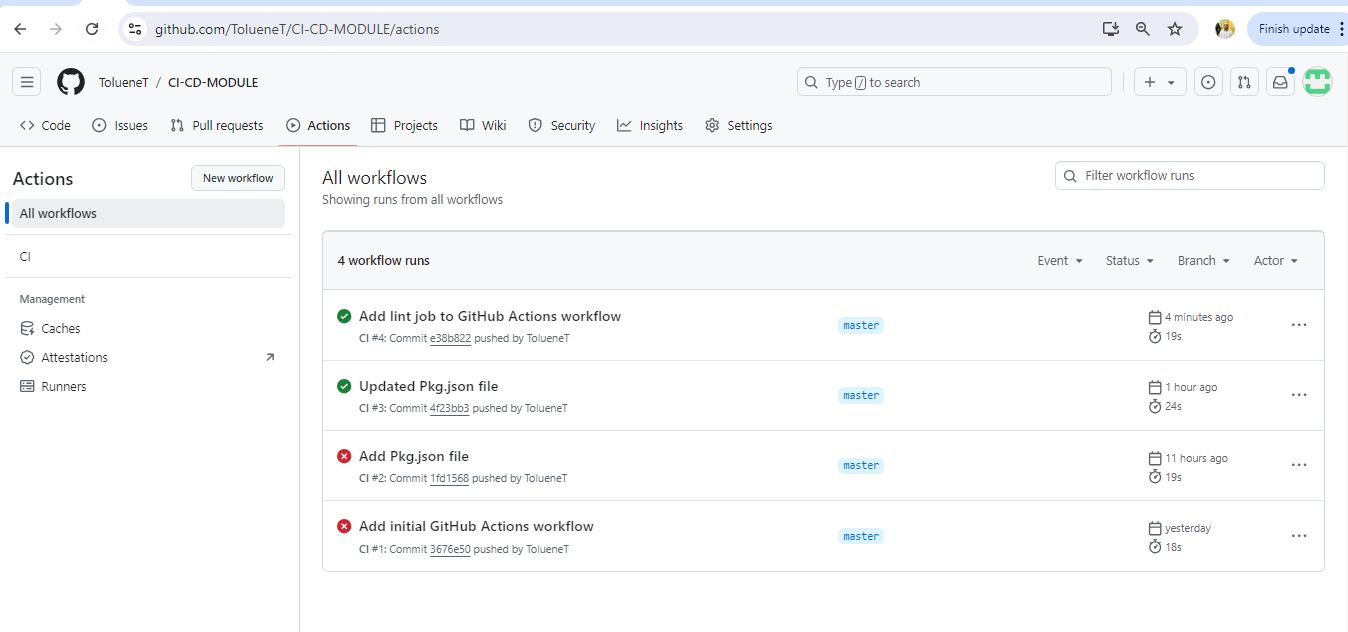 github.com/TolueneT/CI-CD-MODULE/actions
Finish update
TolueneT / CI-CD-MODULE
Type / to search
Code Issues Pull requests Actions Projects Wiki Security Insights Settings
Actions
New workflow
All workflows
CI
Management
Caches
Attestations
Runners
All workflows
Showing runs from all workflows
Filter workflow runs
4 workflow runs
Event Status Branch Actor
Add lint job to GitHub Actions workflow
CI #4: Commit e38b822 pushed by TolueneT
master
4 minutes ago
19s
Updated Pkg.json file
CI #3: Commit 4f23bb3 pushed by TolueneT
master
1 hour ago
24s
Add Pkg.json file
CI #2: Commit 1fd1568 pushed by TolueneT
master
11 hours ago
19s
Add initial GitHub Actions workflow
CI #1: Commit 3676e50 pushed by TolueneT
master
yesterday
18s